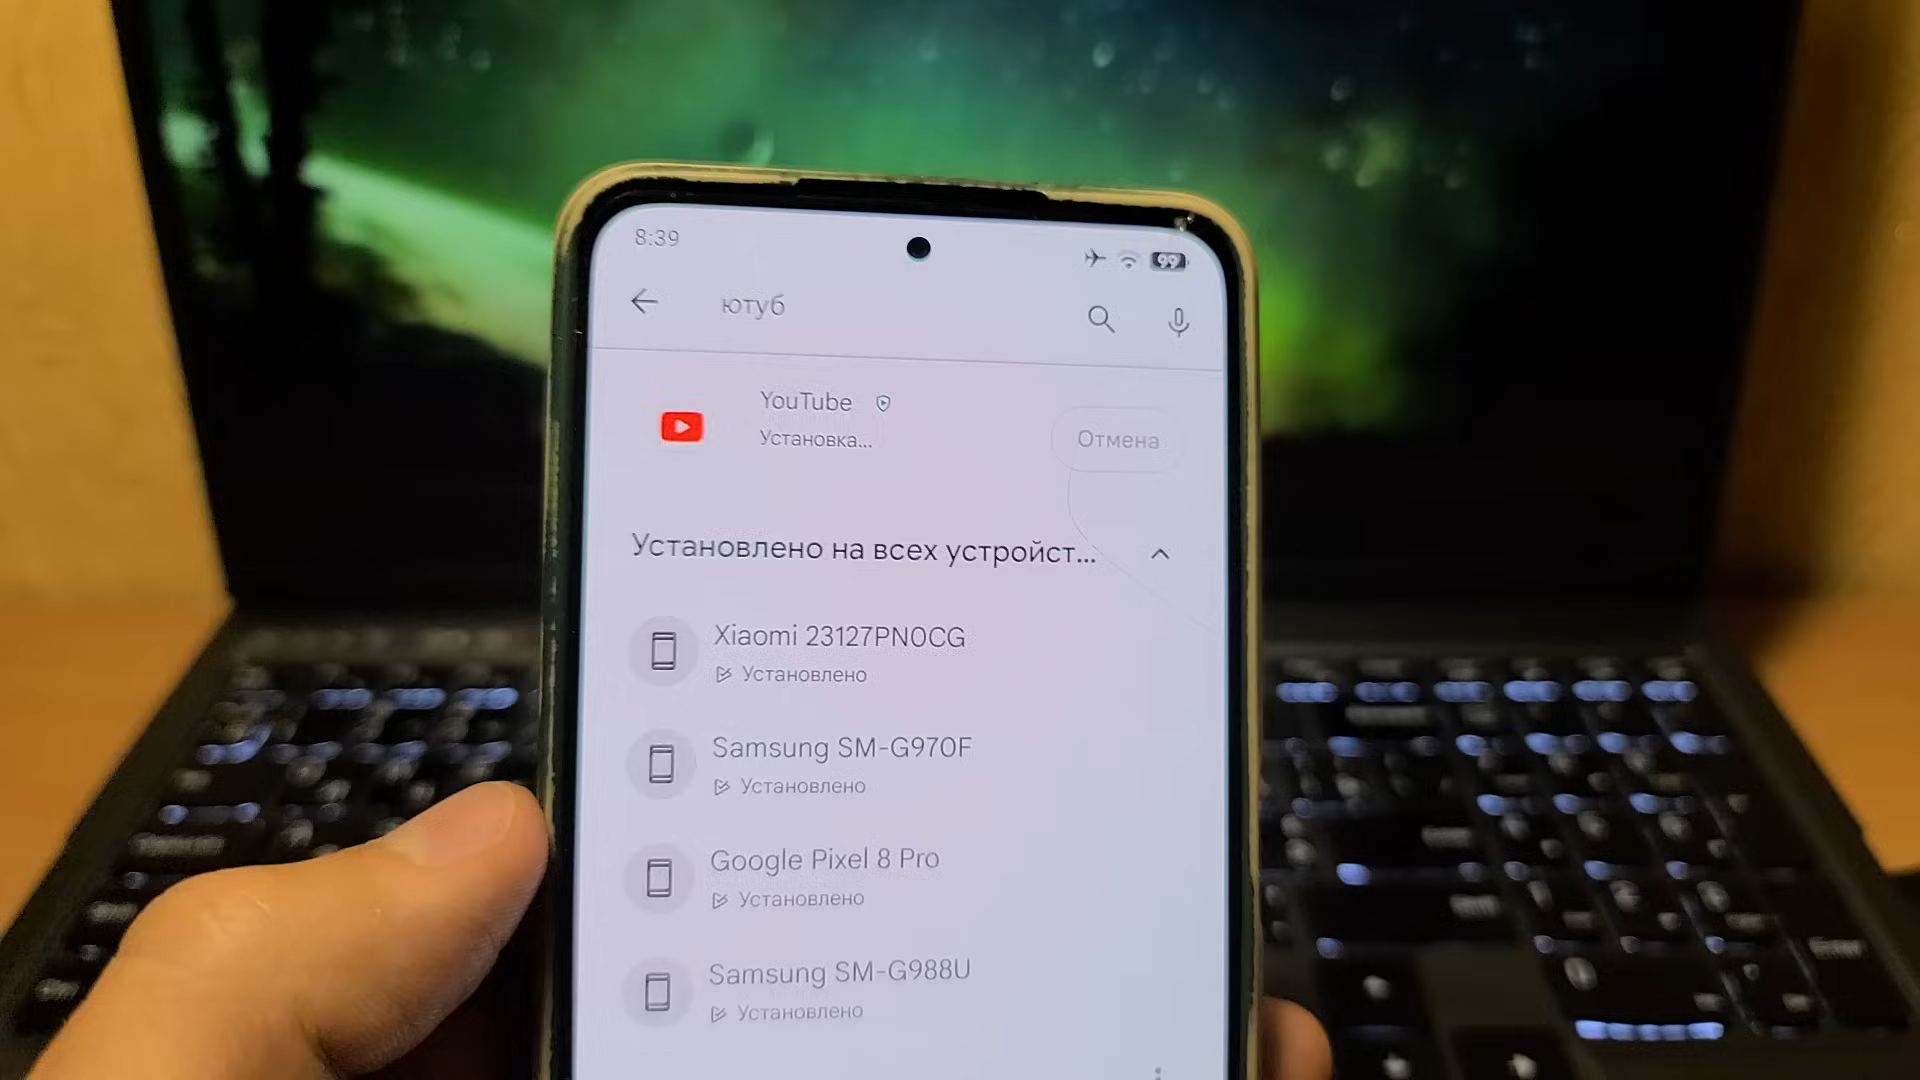 8:39
99
ютуб
YouTube
Установка...
Отмена
Установлено на всех устройст...
Xiaomi 23127PN0CG
Установлено
Samsung SM-G970F
Установлено
Google Pixel 8 Pro
Установлено
Samsung SM-G988U
Установлено